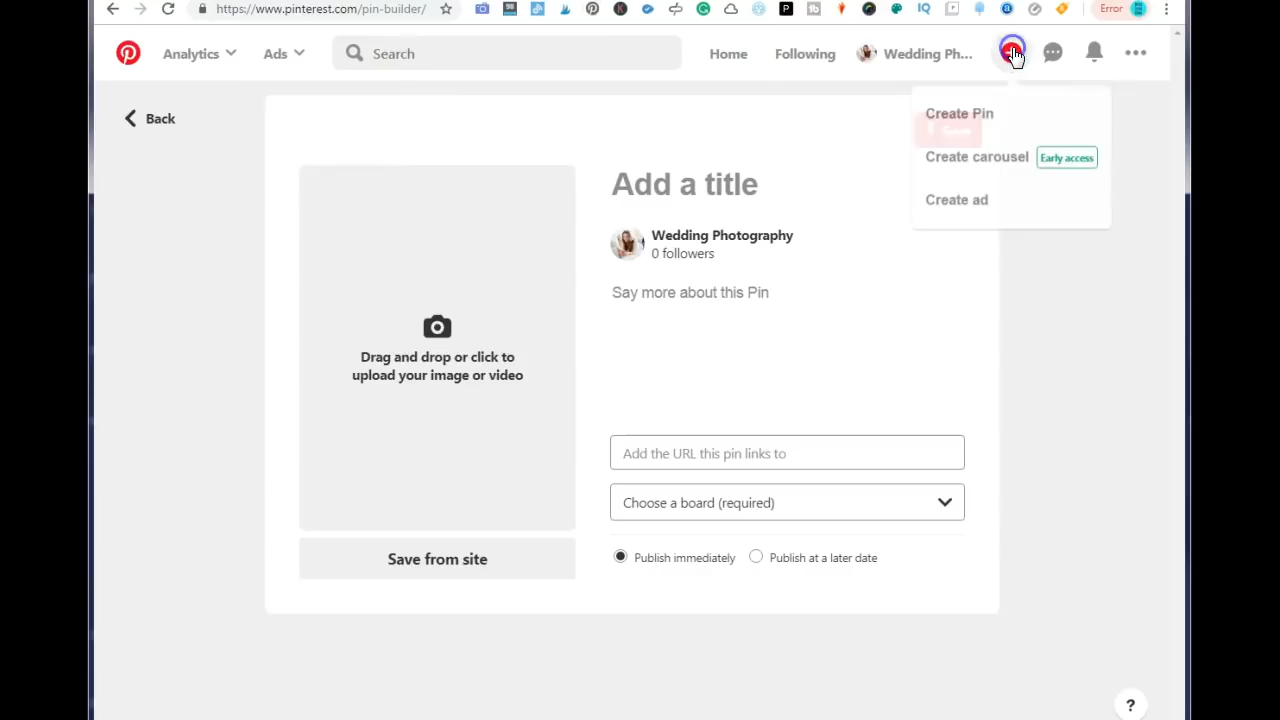 https://www.pinterest.com/pin-builder/
Error
Analytics
Ads
Search
Home
Following
Wedding Ph...
Back
Create Pin
Save
Create carousel
Early access
Create ad
Add a title
Wedding Photography
0 followers
Say more about this Pin
Drag and drop or click to
upload your image or video
Add the URL this pin links to
Choose a board (required)
Save from site
Publish immediately
Publish at a later date
?